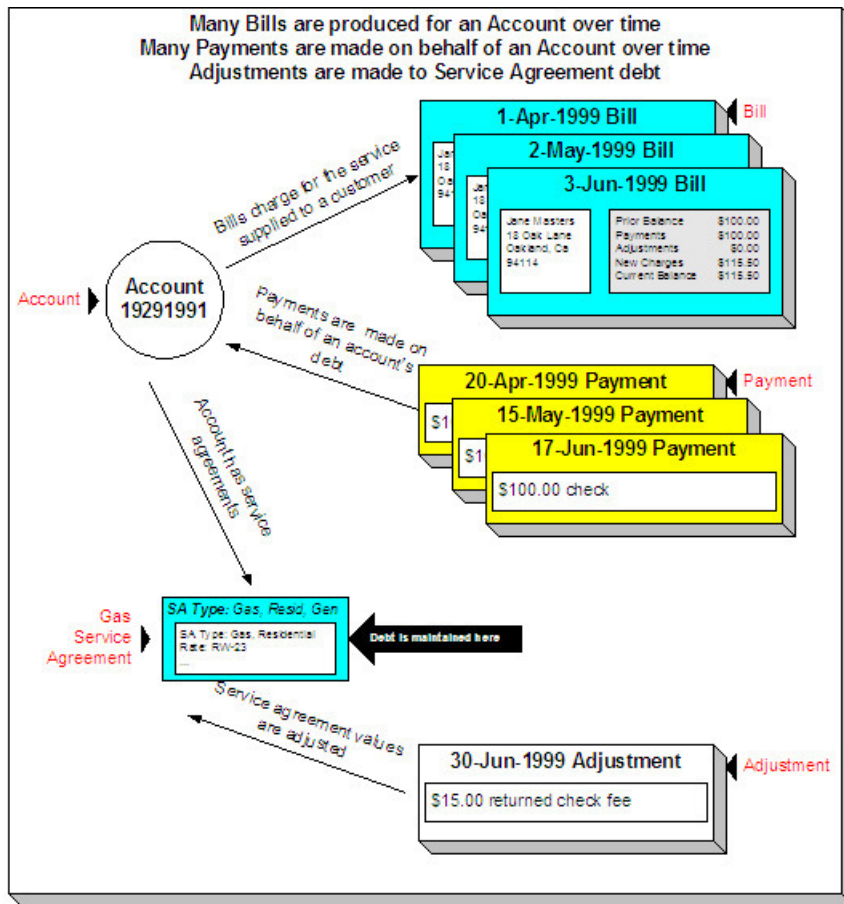 Many Bills are produced for an Account over time
Many Payments are made on behalf of an Account over time
Adjustments are made to Service Agreement debt
1-Apr-1999 Bill
Bill
2-May-1999 Bill
3-Jun-1999 Bill
Jane Masters
18 Oak Lane
Oakland, Ca
94114
Prior Balance $100.00
Payments $100.00
Adjustments $0.00
New Charges $115.50
Current Balance $115.50
Bills charge for the service
supplied to a customer
Account
Account
19291991
Payments are made on
behalf of an account's
debt
20-Apr-1999 Payment
Payment
15-May-1999 Payment
17-Jun-1999 Payment
$100.00 check
Account has service
agreements
Gas
Service
Agreement
SA Type: Gas, Resid, Gen
SA Type: Gas, Residential
Rate: RW-23
...
Debt is maintained here
Service agreement values
are adjusted
30-Jun-1999 Adjustment
Adjustment
$15.00 returned check fee